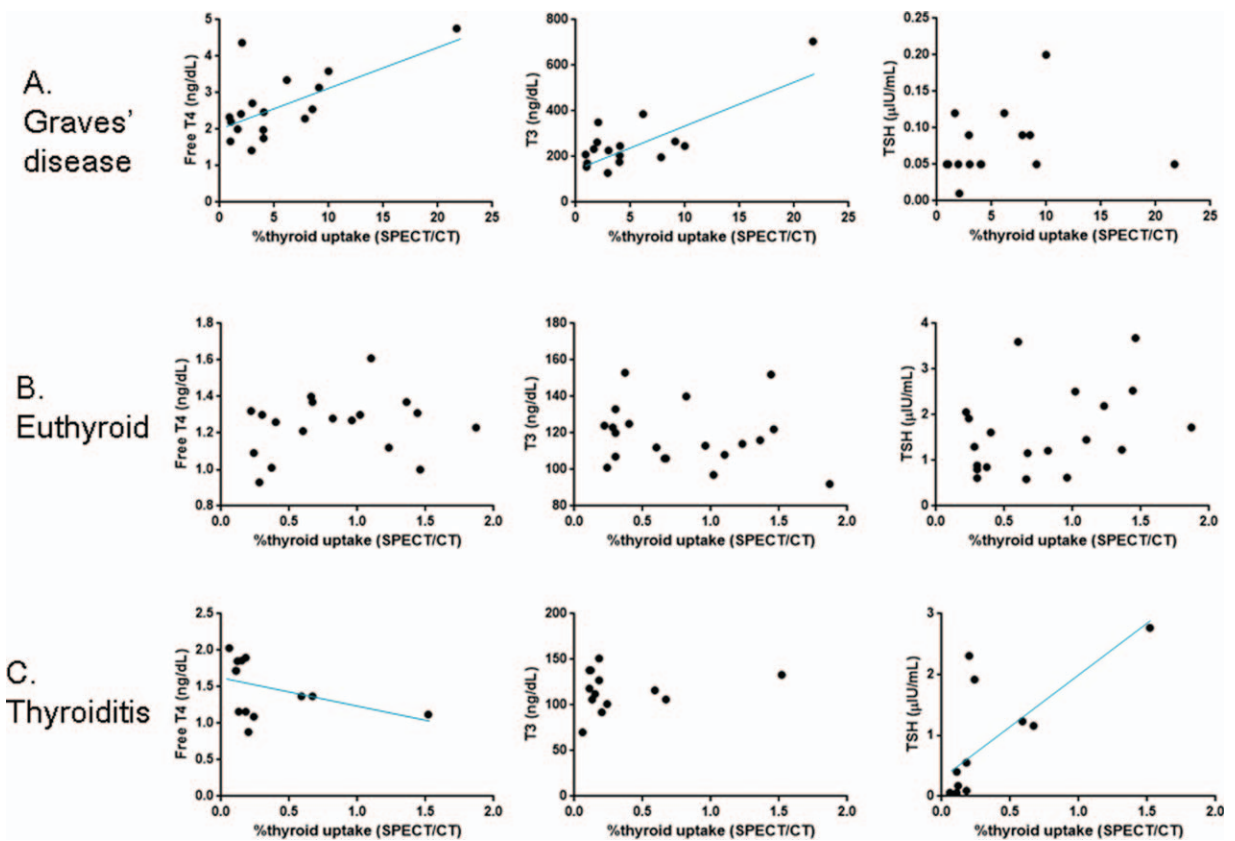 A.
Graves'
disease
Free T4 (ng/dL)
5
4
3
2
1
0
0 5 10 15 20 25
%thyroid uptake (SPECT/CT)
T3 (ng/dL)
800
600
400
200
0
0 5 10 15 20 25
%thyroid uptake (SPECT/CT)
TSH (µIU/mL)
0.25
0.20
0.15
0.10
0.05
0.00
0 5 10 15 20 25
%thyroid uptake (SPECT/CT)
B.
Euthyroid
Free T4 (ng/dL)
1.8
1.6
1.4
1.2
1.0
0.8
0.0 0.5 1.0 1.5 2.0
%thyroid uptake (SPECT/CT)
T3 (ng/dL)
180
160
140
120
100
80
0.0 0.5 1.0 1.5 2.0
%thyroid uptake (SPECT/CT)
TSH (µIU/mL)
4
3
2
1
0
0.0 0.5 1.0 1.5 2.0
%thyroid uptake (SPECT/CT)
C.
Thyroiditis
Free T4 (ng/dL)
2.5
2.0
1.5
1.0
0.5
0.0
0.0 0.5 1.0 1.5 2.0
%thyroid uptake (SPECT/CT)
T3 (ng/dL)
200
150
100
50
0
0.0 0.5 1.0 1.5 2.0
%thyroid uptake (SPECT/CT)
TSH (µIU/mL)
3
2
1
0
0.0 0.5 1.0 1.5 2.0
%thyroid uptake (SPECT/CT)